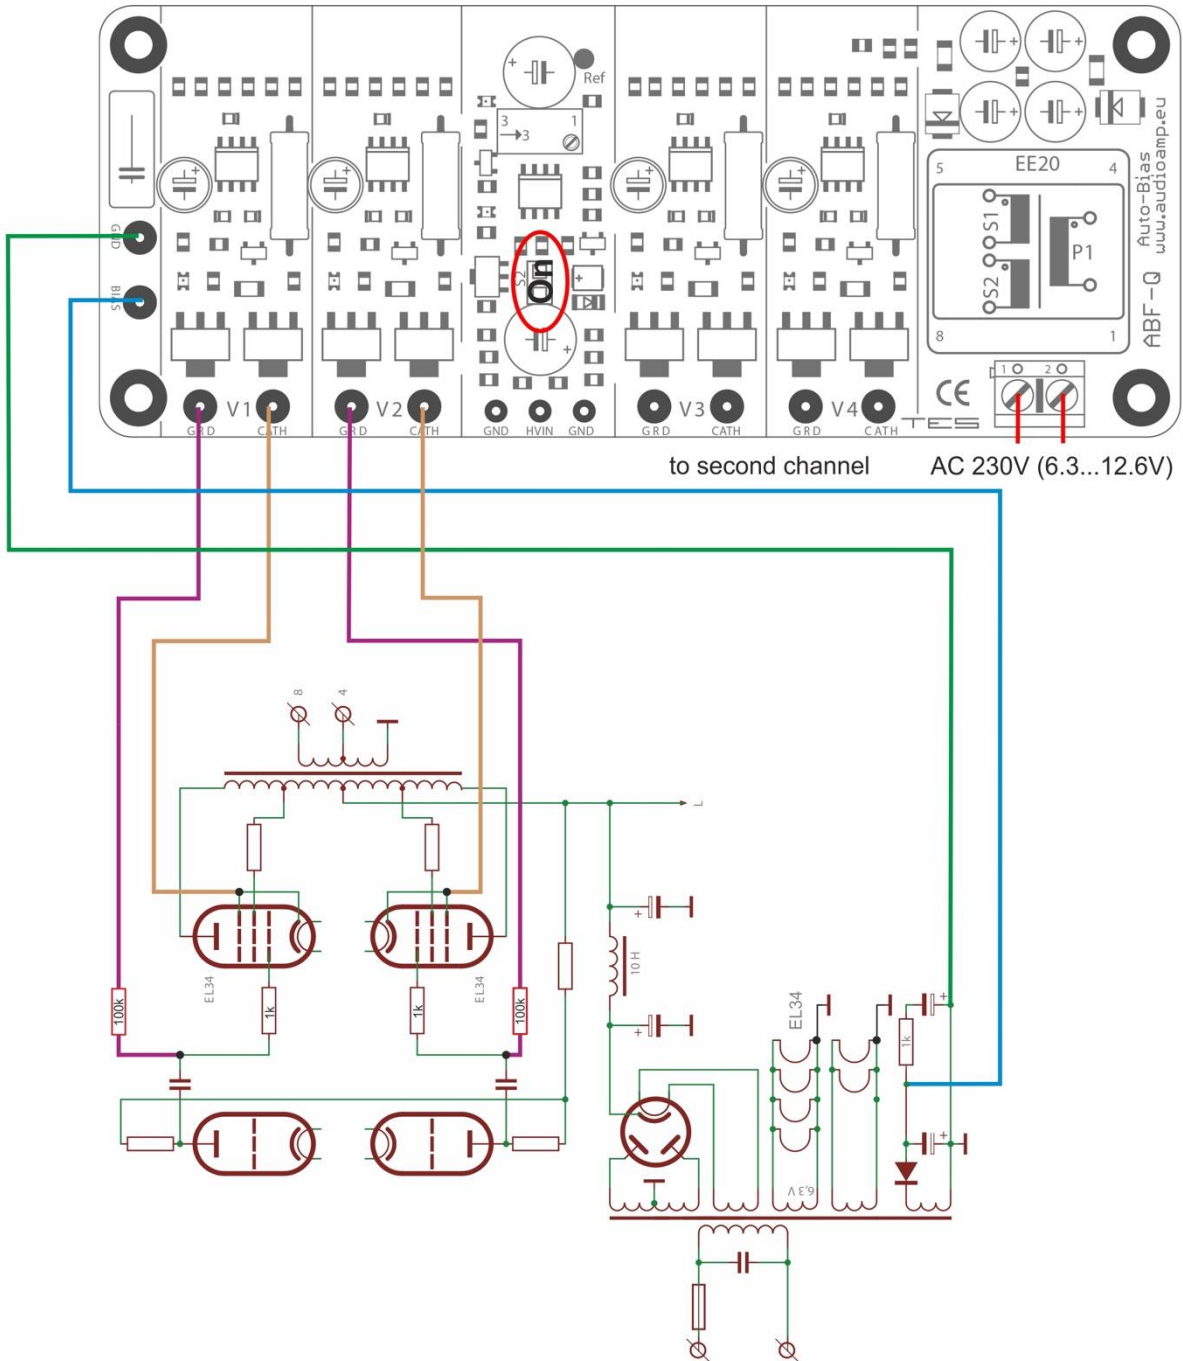 Ref
3 1
→3
GND
BIAS
S2
On
5 EE20 4
S1
P1
S2
8 1
Auto-Bias
www.audioamp.eu
ABF-Q
1 2
CE
TES
V1
GRD CATH
V2
GRD CATH
GND HVIN GND
V3
GRD CATH
V4
GRD CATH
to second channel
AC 230V (6.3...12.6V)
8
4
L
EL34
EL34
10 H
100k
1k
1k
100k
EL34
1k
6,3 V